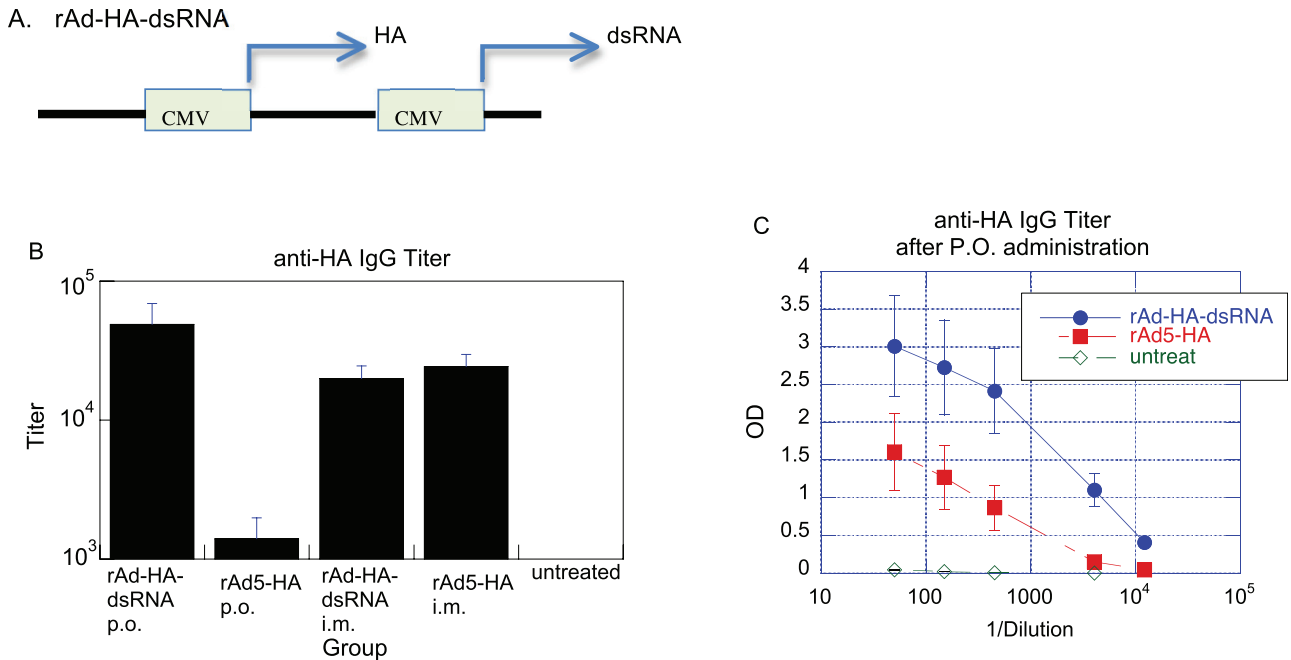 A. rAd-HA-dsRNA
HA
dsRNA
CMV
CMV
B
anti-HA IgG Titer
10^5
10^4
10^3
Titer
rAd-HA-
dsRNA
p.o.
rAd5-HA
p.o.
rAd-HA-
dsRNA
i.m.
rAd5-HA
i.m.
untreated
Group
C
anti-HA IgG Titer
after P.O. administration
4
3.5
3
2.5
2
1.5
1
0.5
0
OD
rAd-HA-dsRNA
rAd5-HA
untreat
10
100
1000
10^4
10^5
1/Dilution